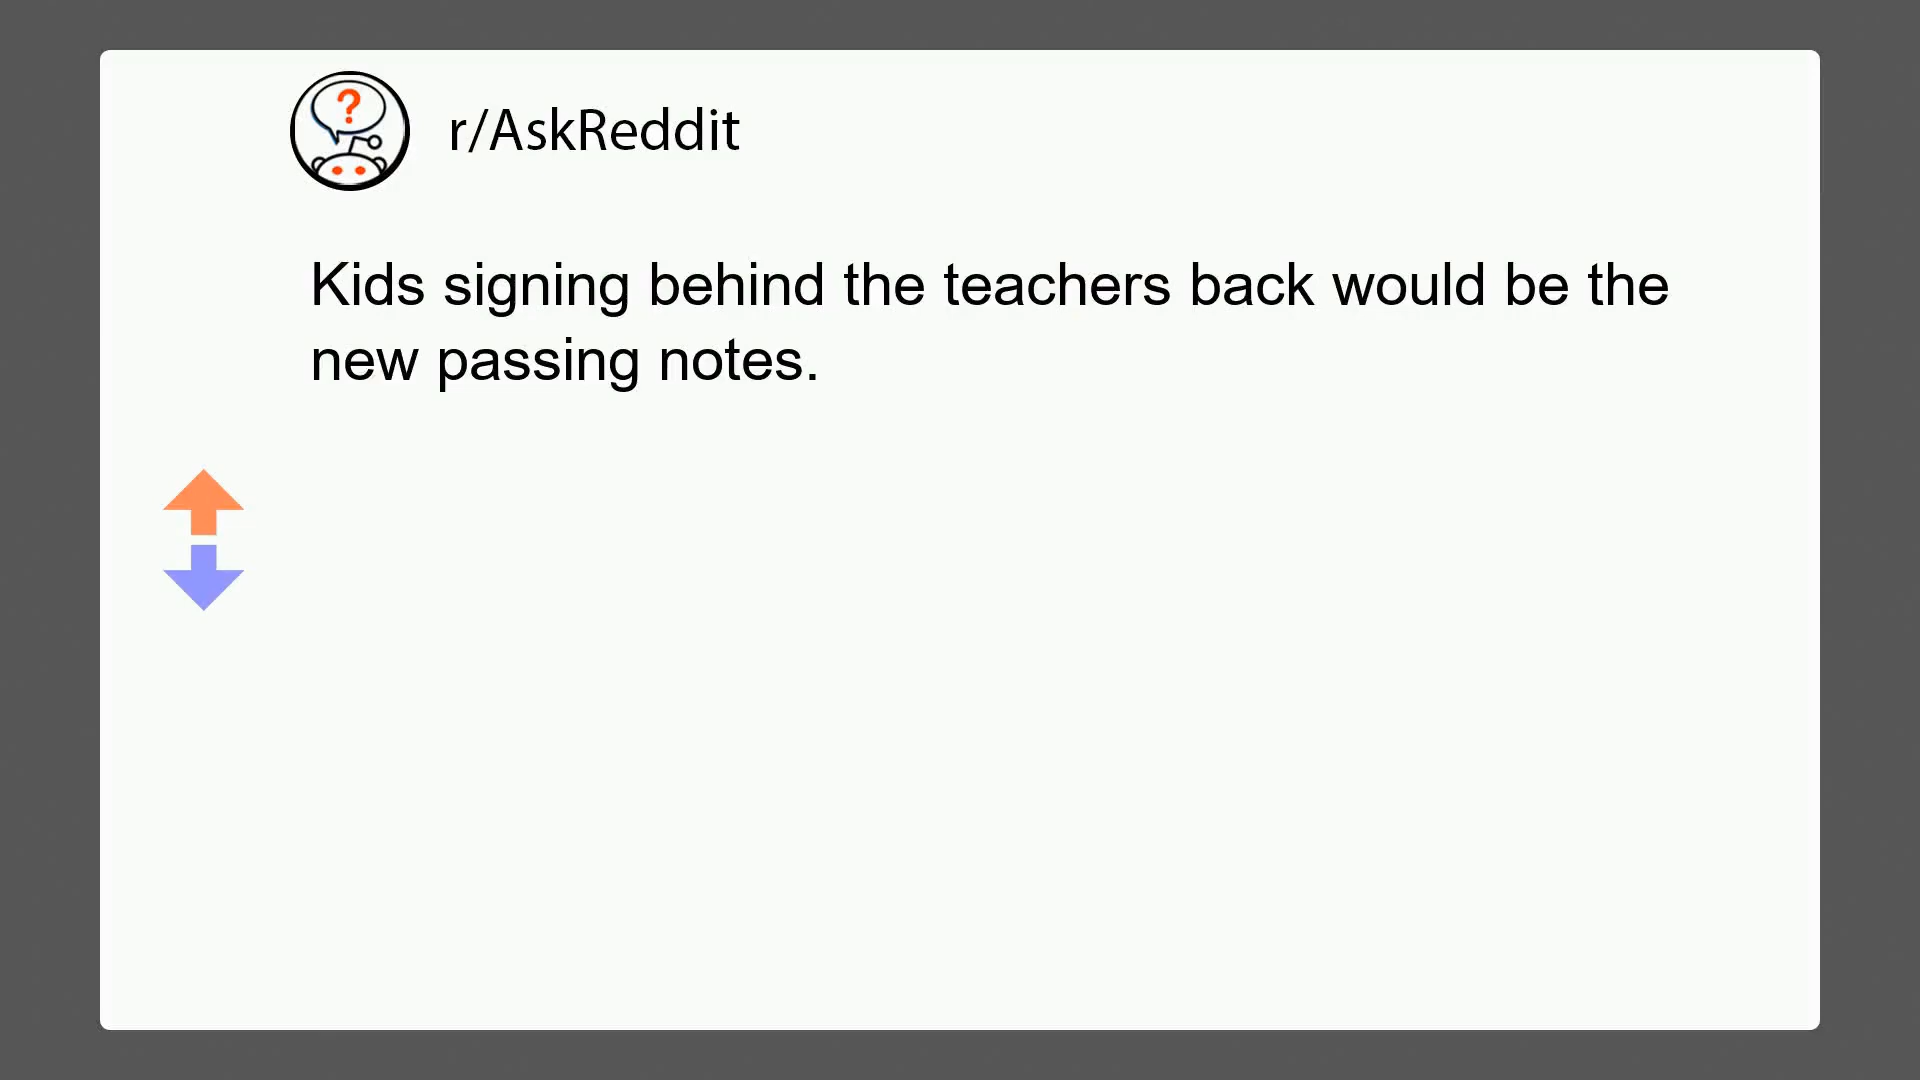 r/AskReddit
Kids signing behind the teachers back would be the
new passing notes.